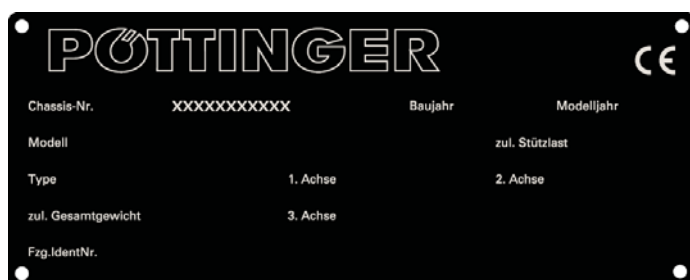 PÖTTINGER
CE
Chassis-Nr. XXXXXXXXXXX Baujahr Modelljahr
Modell zul. Stützlast
Type 1. Achse 2. Achse
zul. Gesamtgewicht 3. Achse
Fzg.IdentNr.